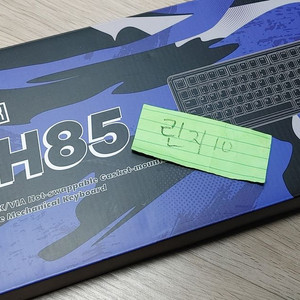 H85
린지10
K/VIA Hot-swappable Gasket-mount
e Mechanical Keyboard